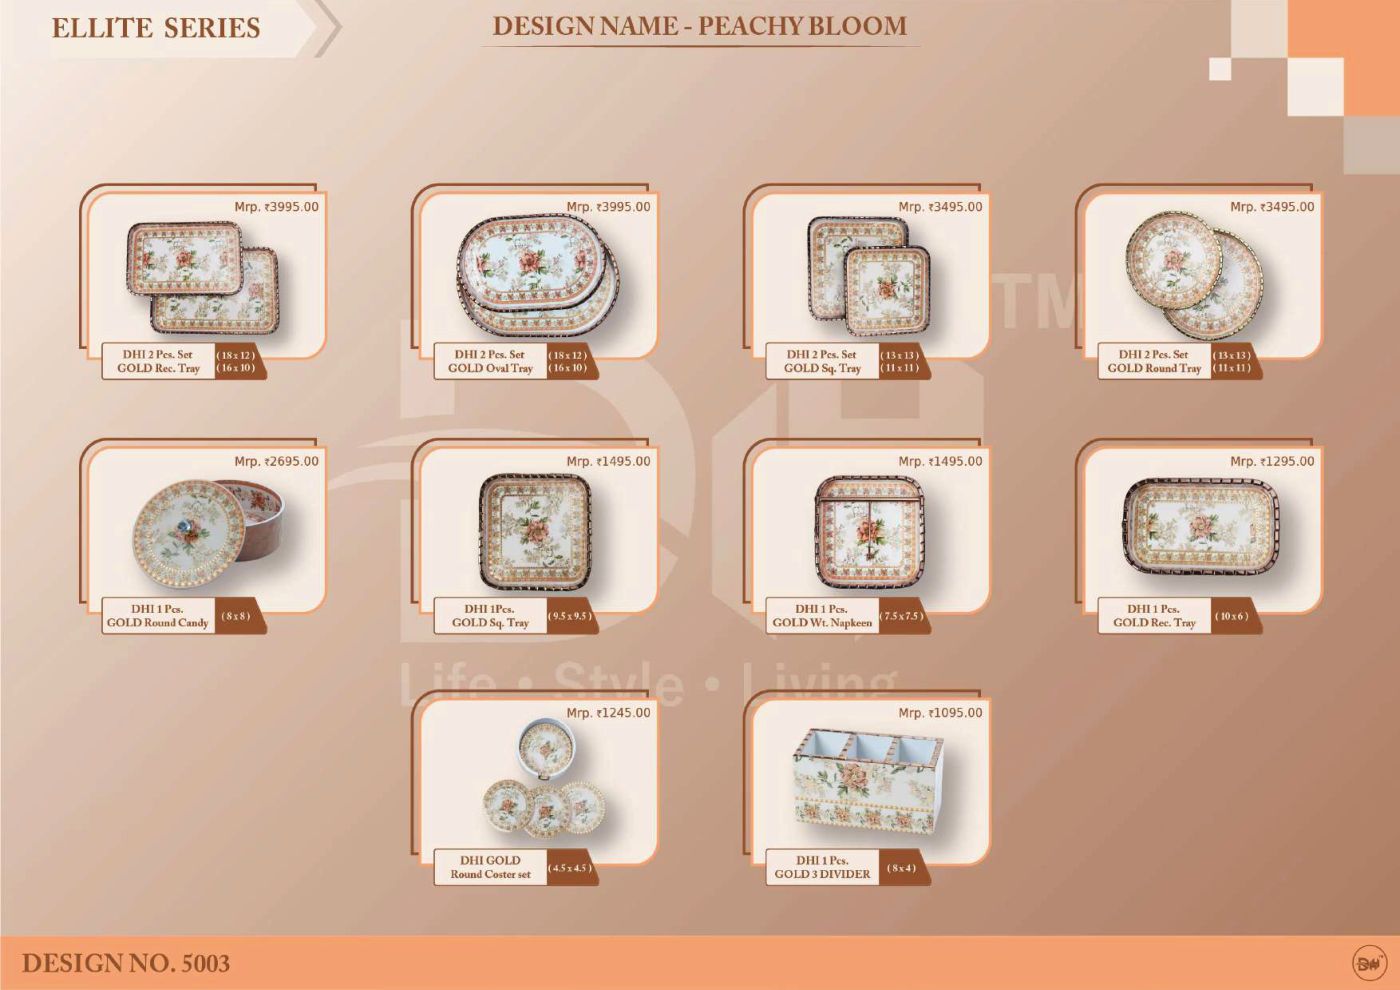 ELLITE SERIES
DESIGN NAME - PEACHY BLOOM
Mrp. ₹3995.00
DHI 2 Pcs. Set
GOLD Rec. Tray
( 18 x 12 )
( 16 x 10 )
Mrp. ₹3995.00
DHI 2 Pcs. Set
GOLD Oval Tray
( 18 x 12 )
( 16 x 10 )
Mrp. ₹3495.00
DHI 2 Pcs. Set
GOLD Sq. Tray
( 13 x 13 )
( 11 x 11 )
Mrp. ₹3495.00
DHI 2 Pcs. Set
GOLD Round Tray
( 13 x 13 )
( 11 x 11 )
TM
DH
Mrp. ₹2695.00
DHI 1 Pcs.
GOLD Round Candy
( 8 x 8 )
Mrp. ₹1495.00
DHI 1Pcs.
GOLD Sq. Tray
( 9.5 x 9.5 )
Mrp. ₹1495.00
DHI 1 Pcs.
GOLD Wt. Napkeen
( 7.5 x 7.5 )
Mrp. ₹1295.00
DHI 1 Pcs.
GOLD Rec. Tray
( 10 x 6 )
Life • Style • Living
Mrp. ₹1245.00
DHI GOLD
Round Coster set
( 4.5 x 4.5 )
Mrp. ₹1095.00
DHI 1 Pcs.
GOLD 3 DIVIDER
( 8 x 4 )
DESIGN NO. 5003
DH